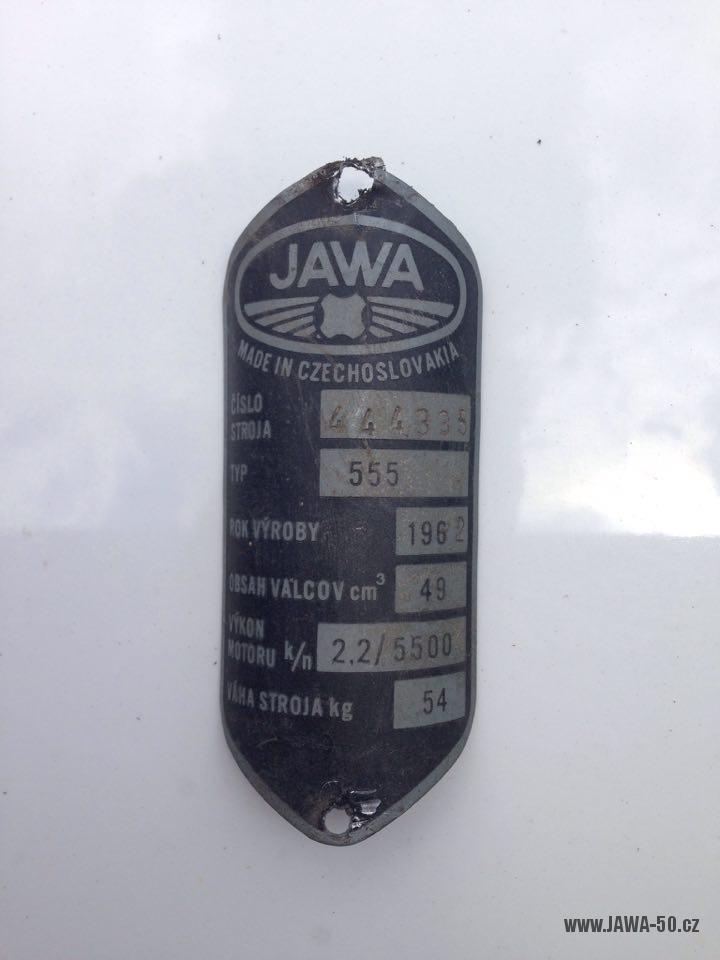 JAWA
MADE IN CZECHOSLOVAKIA
ČÍSLO STROJA 444335
TYP 555
ROK VÝROBY 1962
OBSAH VALCOV cm³ 49
VÝKON MOTORU k/n 2,2/5500
VÁHA STROJA kg 54
www.JAWA-50.cz